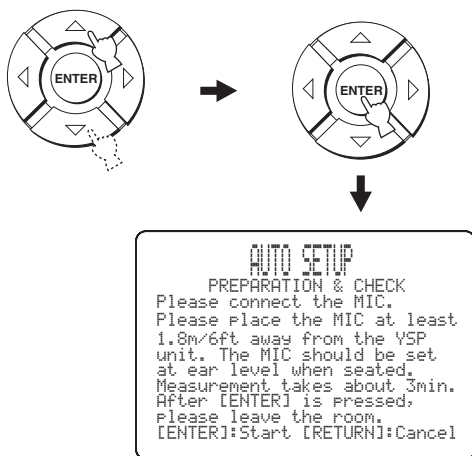 ENTER
ENTER
AUTO SETUP
PREPARATION & CHECK
Please connect the MIC.
Please place the MIC at least
1.8m/6ft away from the YSP
unit. The MIC should be set
at ear level when seated.
Measurement takes about 3min.
After [ENTER] is pressed,
please leave the room.
[ENTER]:Start [RETURN]:Cancel